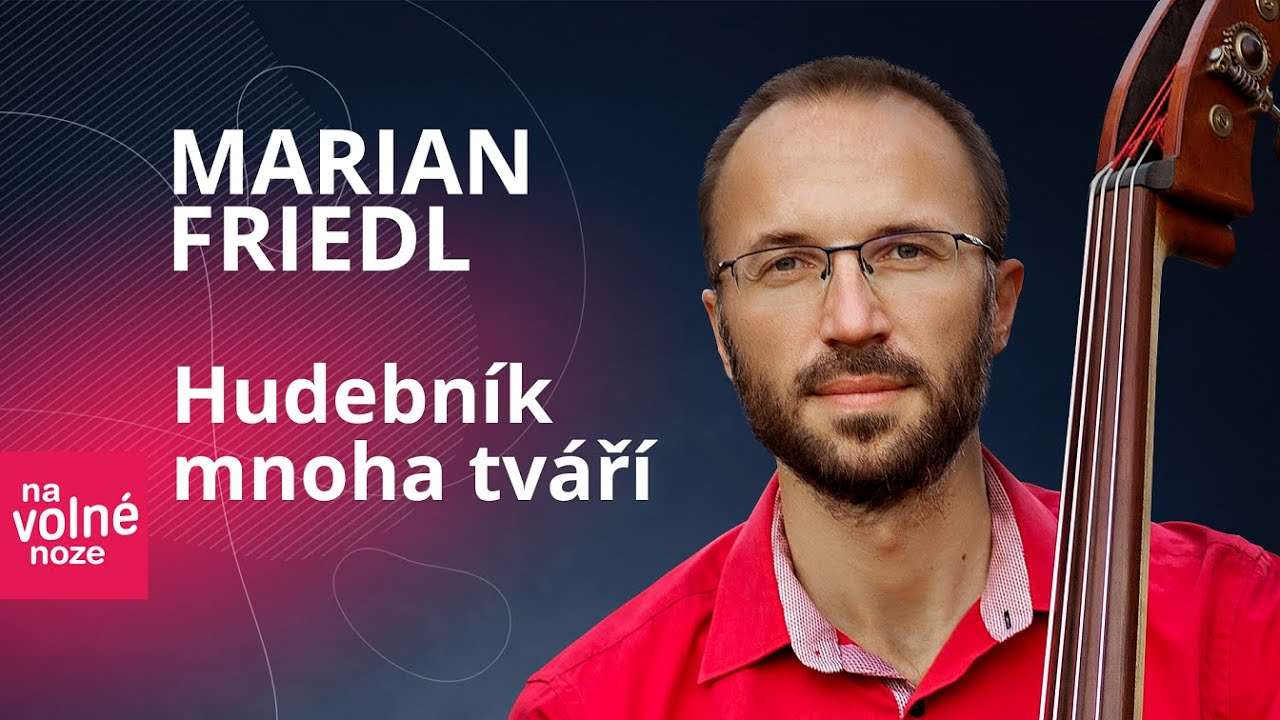 MARIAN
FRIEDL
Hudebník
mnoha tváří
na
volné
noze